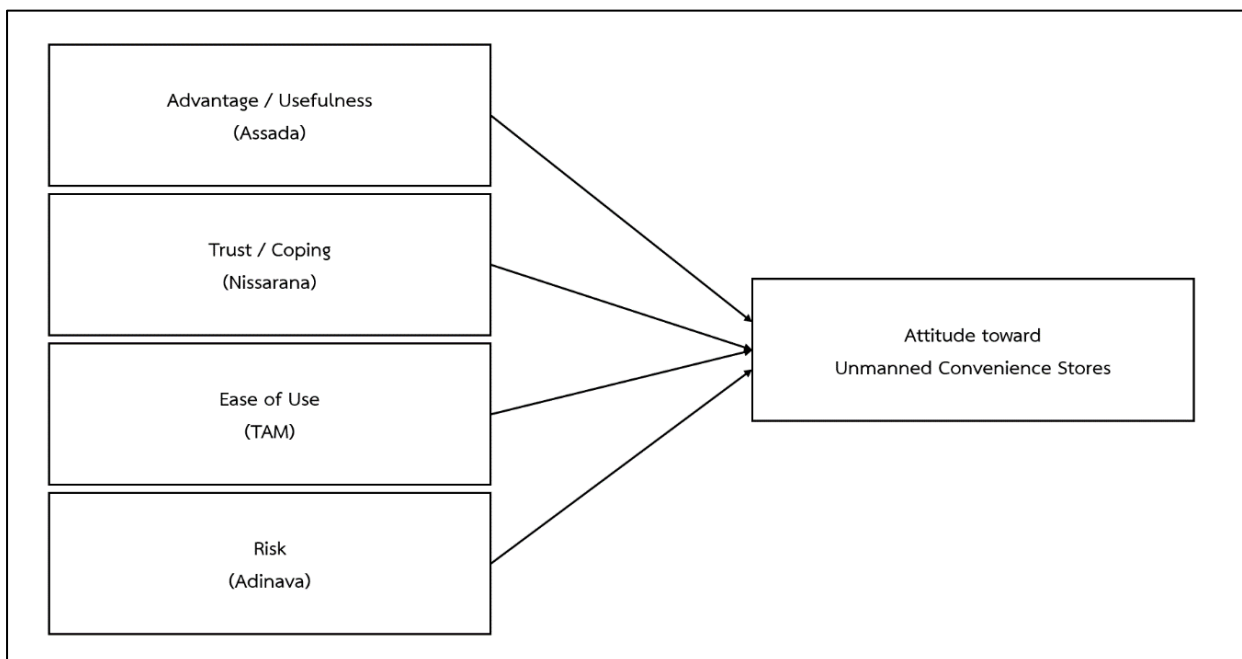 Advantage / Usefulness
(Assada)
Trust / Coping
(Nissarana)
Ease of Use
(TAM)
Risk
(Adinava)
Attitude toward
Unmanned Convenience Stores